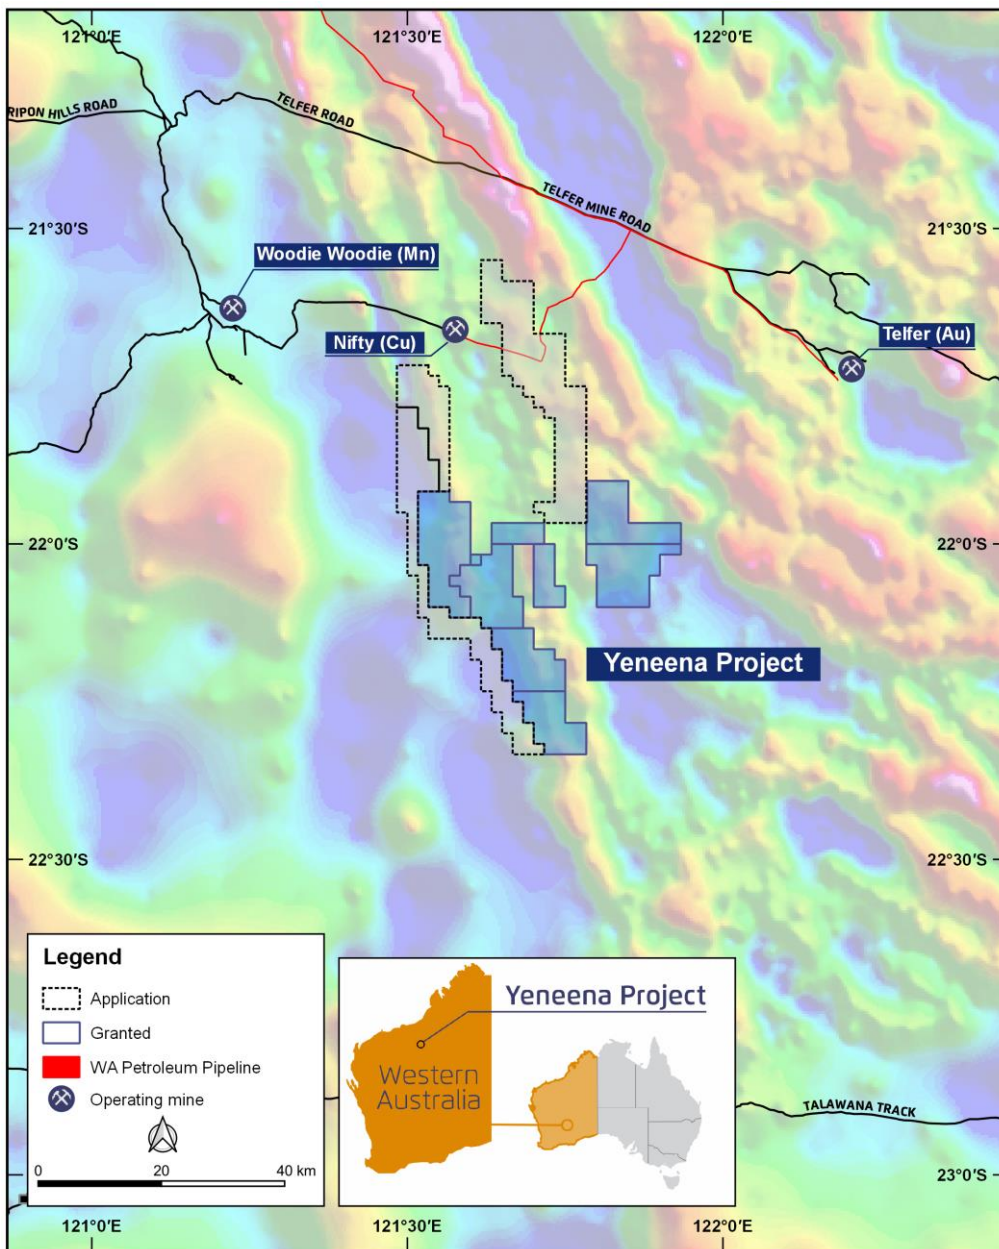 121°0'E
121°30'E
122°0'E
RIPON HILLS ROAD
TELFER ROAD
TELFER MINE ROAD
21°30'S
21°30'S
Woodie Woodie (Mn)
Nifty (Cu)
Telfer (Au)
22°0'S
22°0'S
Yeneena Project
22°30'S
22°30'S
Legend
Application
Granted
WA Petroleum Pipeline
Operating mine
0
20
40 km
Yeneena Project
Western
Australia
TALAWANA TRACK
23°0'S
121°0'E
121°30'E
122°0'E